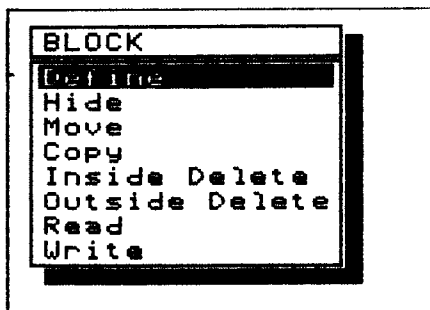 BLOCK
Define
Hide
Move
Copy
Inside Delete
Outside Delete
Read
Write